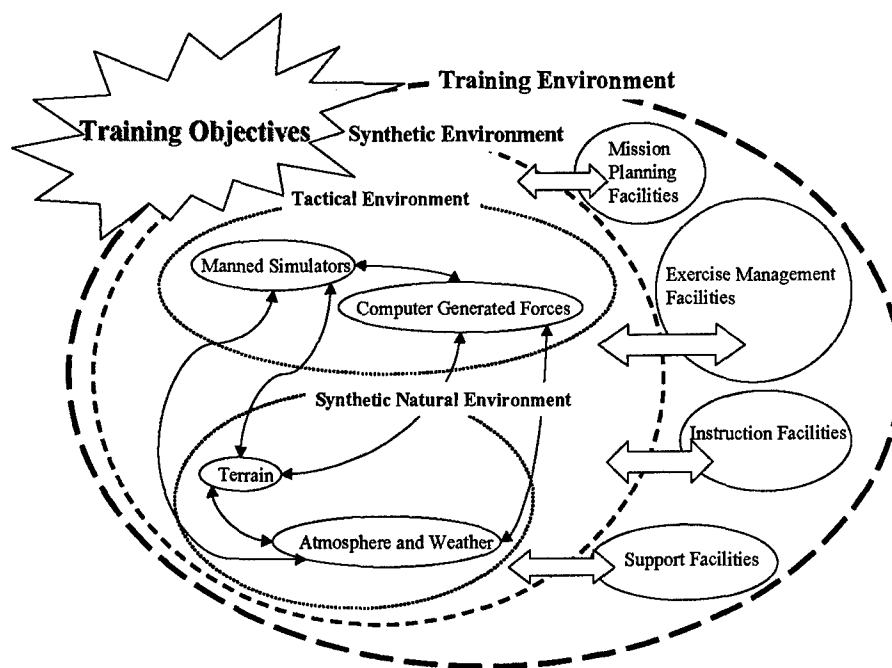 Training Environment
Training Objectives
Synthetic Environment
Mission
Planning
Facilities
Tactical Environment
Manned Simulators
Exercise Management
Facilities
Computer Generated Forces
Synthetic Natural Environment
Instruction Facilities
Terrain
Atmosphere and Weather
Support Facilities